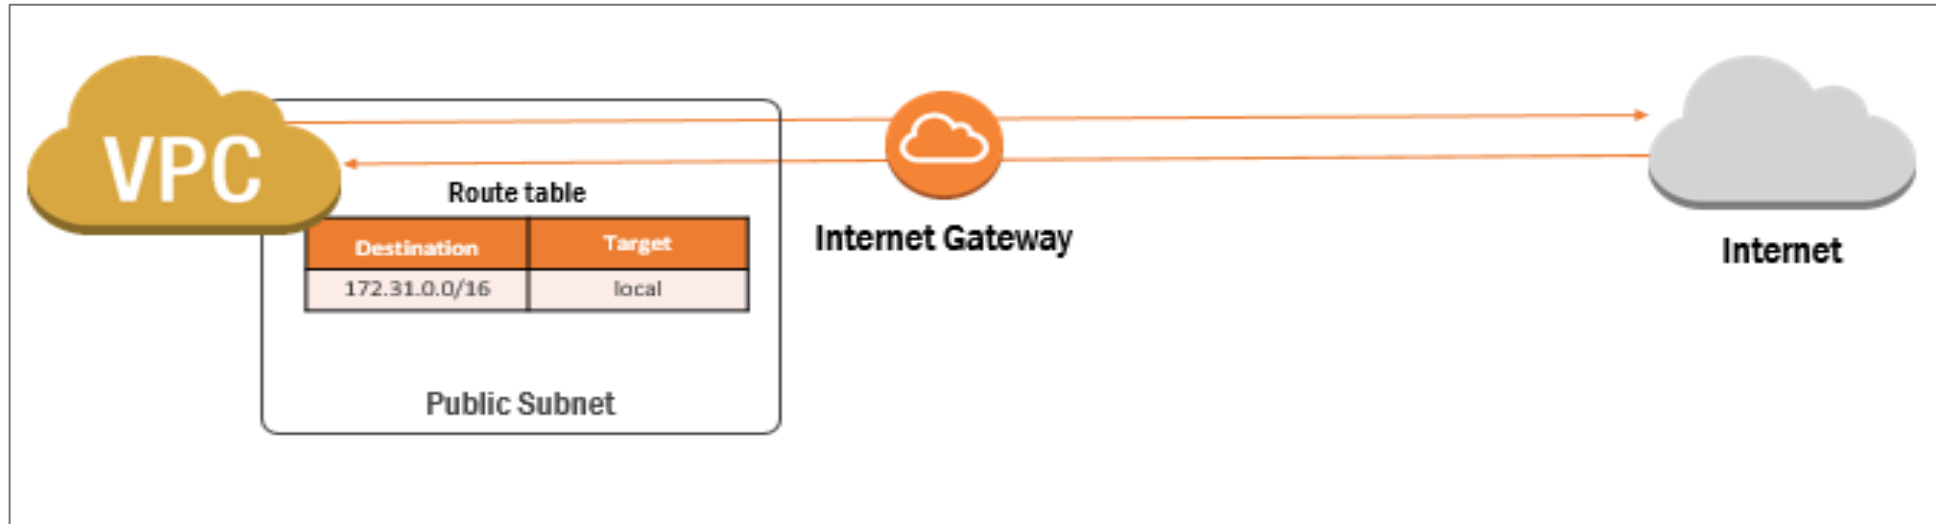 VPC
Route table
Destination Target
172.31.0.0/16 local
Public Subnet
Internet Gateway
Internet